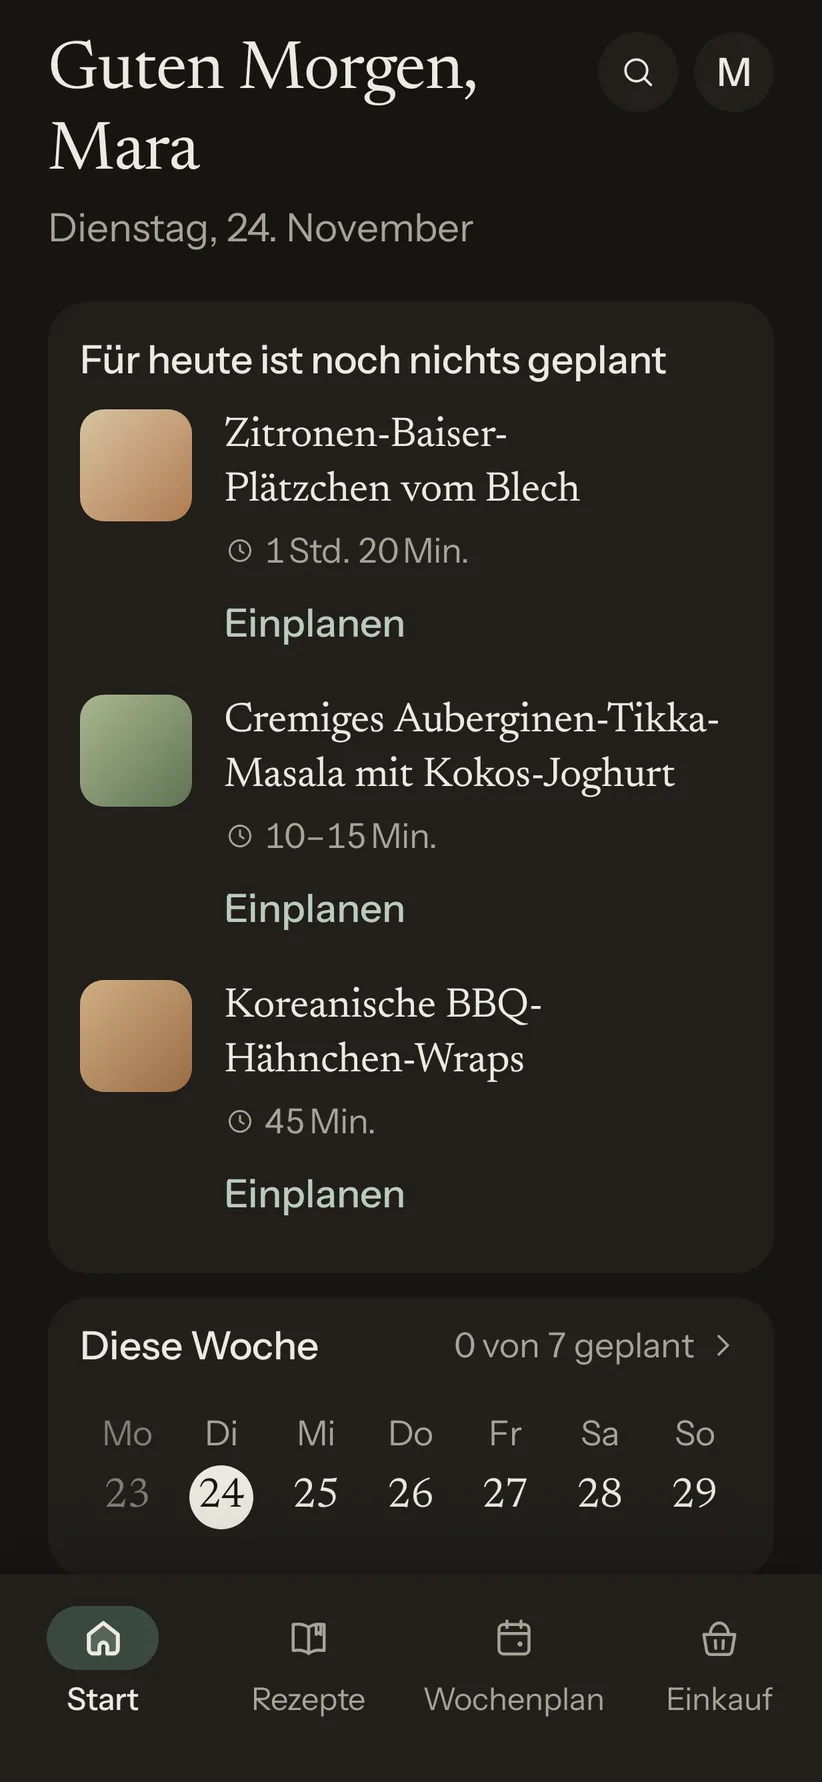 Guten Morgen,
Mara
M
Dienstag, 24. November
Für heute ist noch nichts geplant
Zitronen-Baiser-
Plätzchen vom Blech
1 Std. 20 Min.
Einplanen
Cremiges Auberginen-Tikka-
Masala mit Kokos-Joghurt
10–15 Min.
Einplanen
Koreanische BBQ-
Hähnchen-Wraps
45 Min.
Einplanen
Diese Woche
0 von 7 geplant
Mo Di Mi Do Fr Sa So
23 24 25 26 27 28 29
Start Rezepte Wochenplan Einkauf